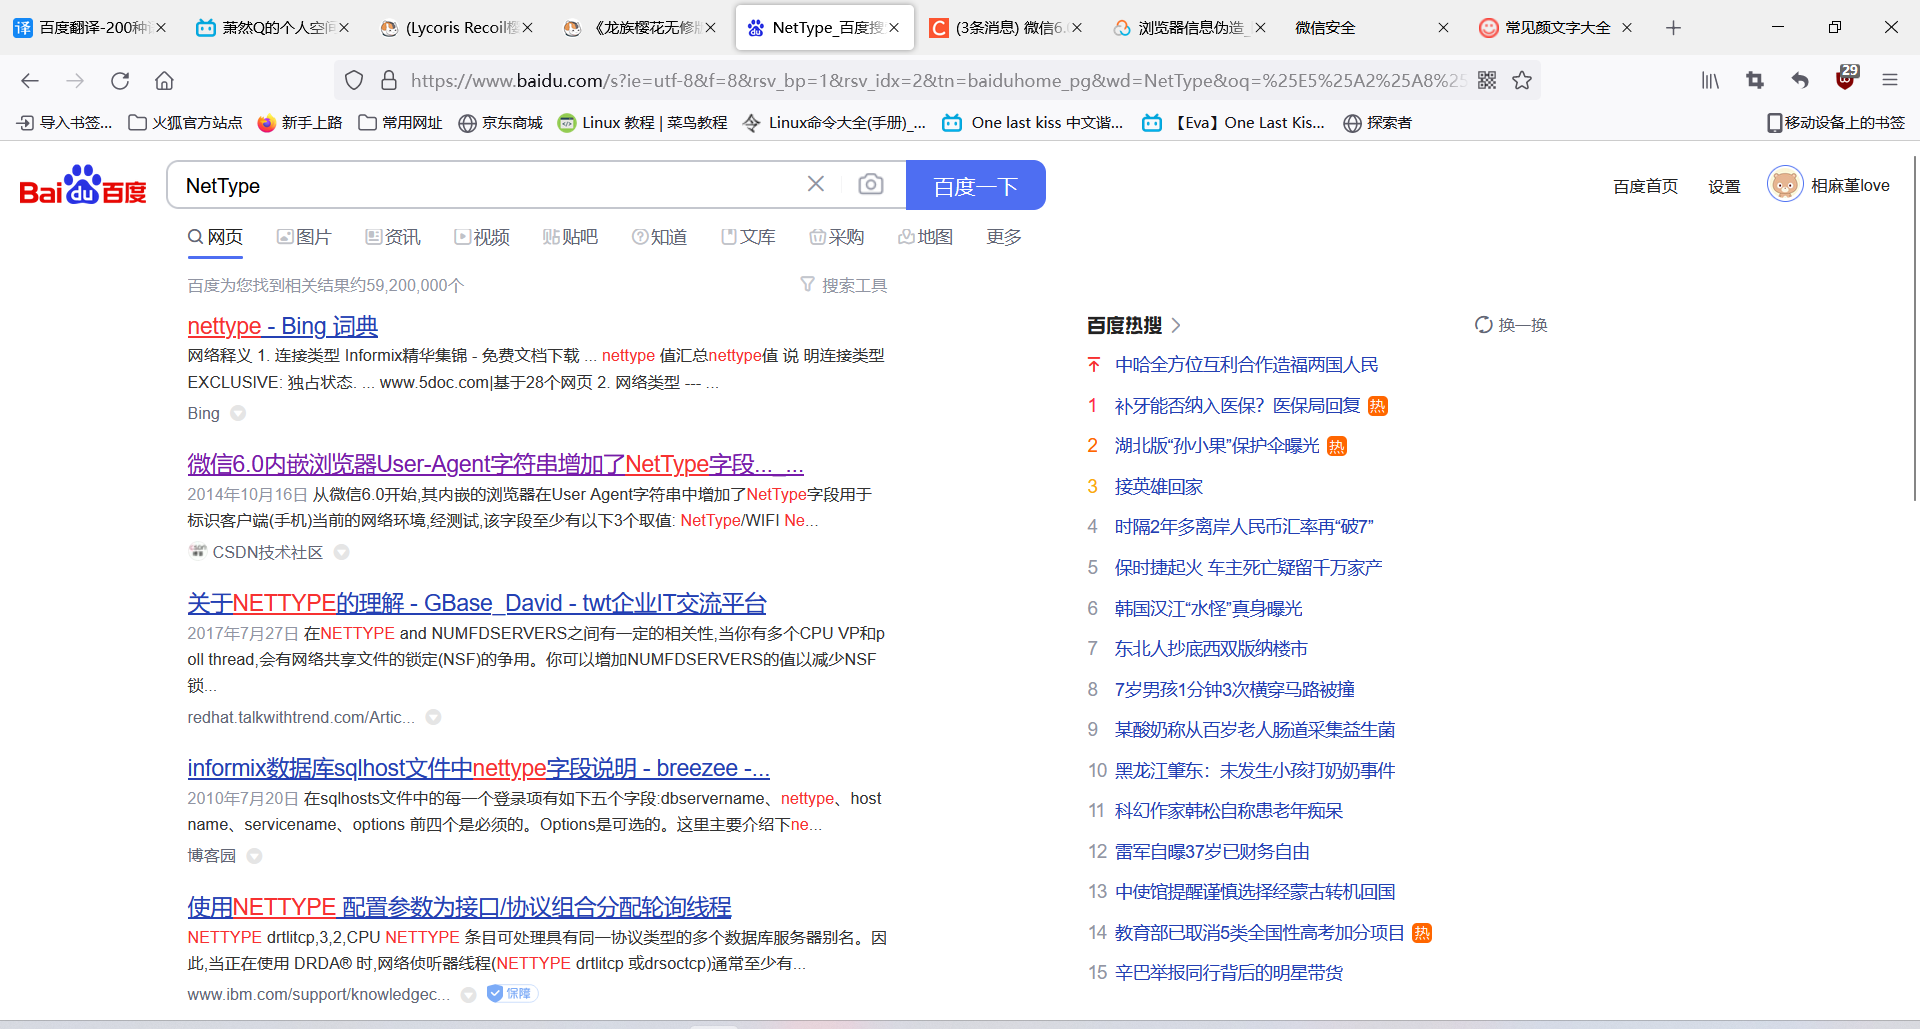 百度翻译-200种语
萧然Q的个人空间
(Lycoris Recoil樱
《龙族樱花无修版
NetType_百度搜
(3条消息) 微信6.0
浏览器信息伪造_
微信安全
常见颜文字大全
https://www.baidu.com/s?ie=utf-8&f=8&rsv_bp=1&rsv_idx=2&tn=baiduhome_pg&wd=NetType&oq=%25E5%25A2%25A8%25
29
导入书签...
火狐官方站点
新手上路
常用网址
京东商城
Linux 教程 | 菜鸟教程
Linux命令大全(手册)_...
One last kiss 中文谐...
【Eva】One Last Kis...
探索者
移动设备上的书签
Bai du 百度
NetType
百度一下
百度首页
设置
相麻堇love
网页
图片
资讯
视频
贴吧
知道
文库
采购
地图
更多
百度为您找到相关结果约59,200,000个
搜索工具
nettype - Bing 词典
网络释义 1. 连接类型 Informix精华集锦 - 免费文档下载 ... nettype 值汇总nettype值 说 明连接类型
EXCLUSIVE: 独占状态. ... www.5doc.com|基于28个网页 2. 网络类型 --- ...
Bing
微信6.0内嵌浏览器User-Agent字符串增加了NetType字段..._...
2014年10月16日 从微信6.0开始,其内嵌的浏览器在User Agent字符串中增加了NetType字段用于
标识客户端(手机)当前的网络环境,经测试,该字段至少有以下3个取值: NetType/WIFI Ne...
CSDN技术社区
关于NETTYPE的理解 - GBase_David - twt企业IT交流平台
2017年7月27日 在NETTYPE and NUMFDSERVERS之间有一定的相关性,当你有多个CPU VP和p
oll thread,会有网络共享文件的锁定(NSF)的争用。你可以增加NUMFDSERVERS的值以减少NSF
锁...
redhat.talkwithtrend.com/Artic...
informix数据库sqlhost文件中nettype字段说明 - breezee -...
2010年7月20日 在sqlhosts文件中的每一个登录项有如下五个字段:dbservername、nettype、host
name、servicename、options 前四个是必须的。Options是可选的。这里主要介绍下ne...
博客园
使用NETTYPE 配置参数为接口/协议组合分配轮询线程
NETTYPE drtlitcp,3,2,CPU NETTYPE 条目可处理具有同一协议类型的多个数据库服务器别名。因
此,当正在使用 DRDA® 时,网络侦听器线程(NETTYPE drtlitcp 或drsoctcp)通常至少有...
www.ibm.com/support/knowledgec...
保障
百度热搜
换一换
中哈全方位互利合作造福两国人民
1 补牙能否纳入医保？医保局回复 热
2 湖北版“孙小果”保护伞曝光 热
3 接英雄回家
4 时隔2年多离岸人民币汇率再“破7”
5 保时捷起火 车主死亡疑留千万家产
6 韩国汉江“水怪”真身曝光
7 东北人抄底西双版纳楼市
8 7岁男孩1分钟3次横穿马路被撞
9 某酸奶称从百岁老人肠道采集益生菌
10 黑龙江肇东：未发生小孩打奶奶事件
11 科幻作家韩松自称患老年痴呆
12 雷军自曝37岁已财务自由
13 中使馆提醒谨慎选择经蒙古转机回国
14 教育部已取消5类全国性高考加分项目 热
15 辛巴举报同行背后的明星带货